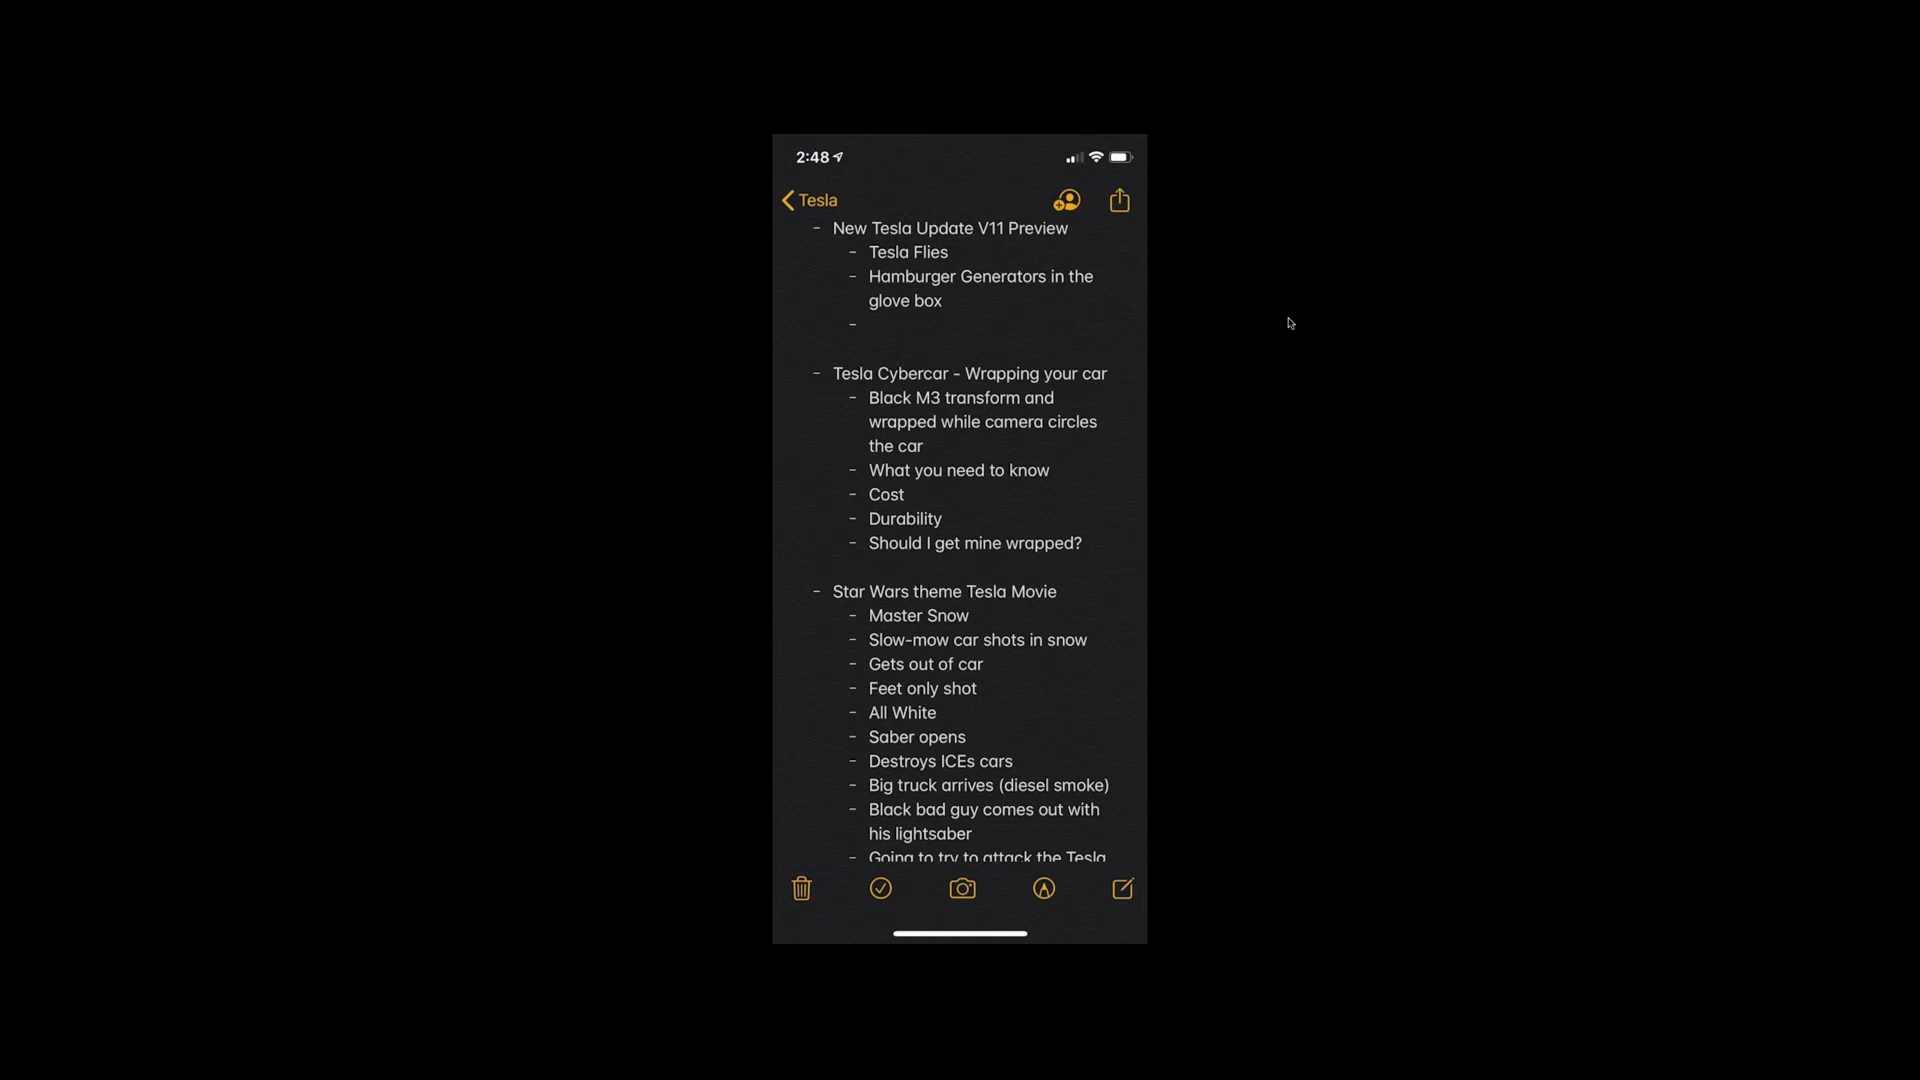 2:48
Tesla
- New Tesla Update V11 Preview
- Tesla Flies
- Hamburger Generators in the
glove box
-
- Tesla Cybercar - Wrapping your car
- Black M3 transform and
wrapped while camera circles
the car
- What you need to know
- Cost
- Durability
- Should I get mine wrapped?
- Star Wars theme Tesla Movie
- Master Snow
- Slow-mow car shots in snow
- Gets out of car
- Feet only shot
- All White
- Saber opens
- Destroys ICEs cars
- Big truck arrives (diesel smoke)
- Black bad guy comes out with
his lightsaber
- Going to try to attack the Tesla